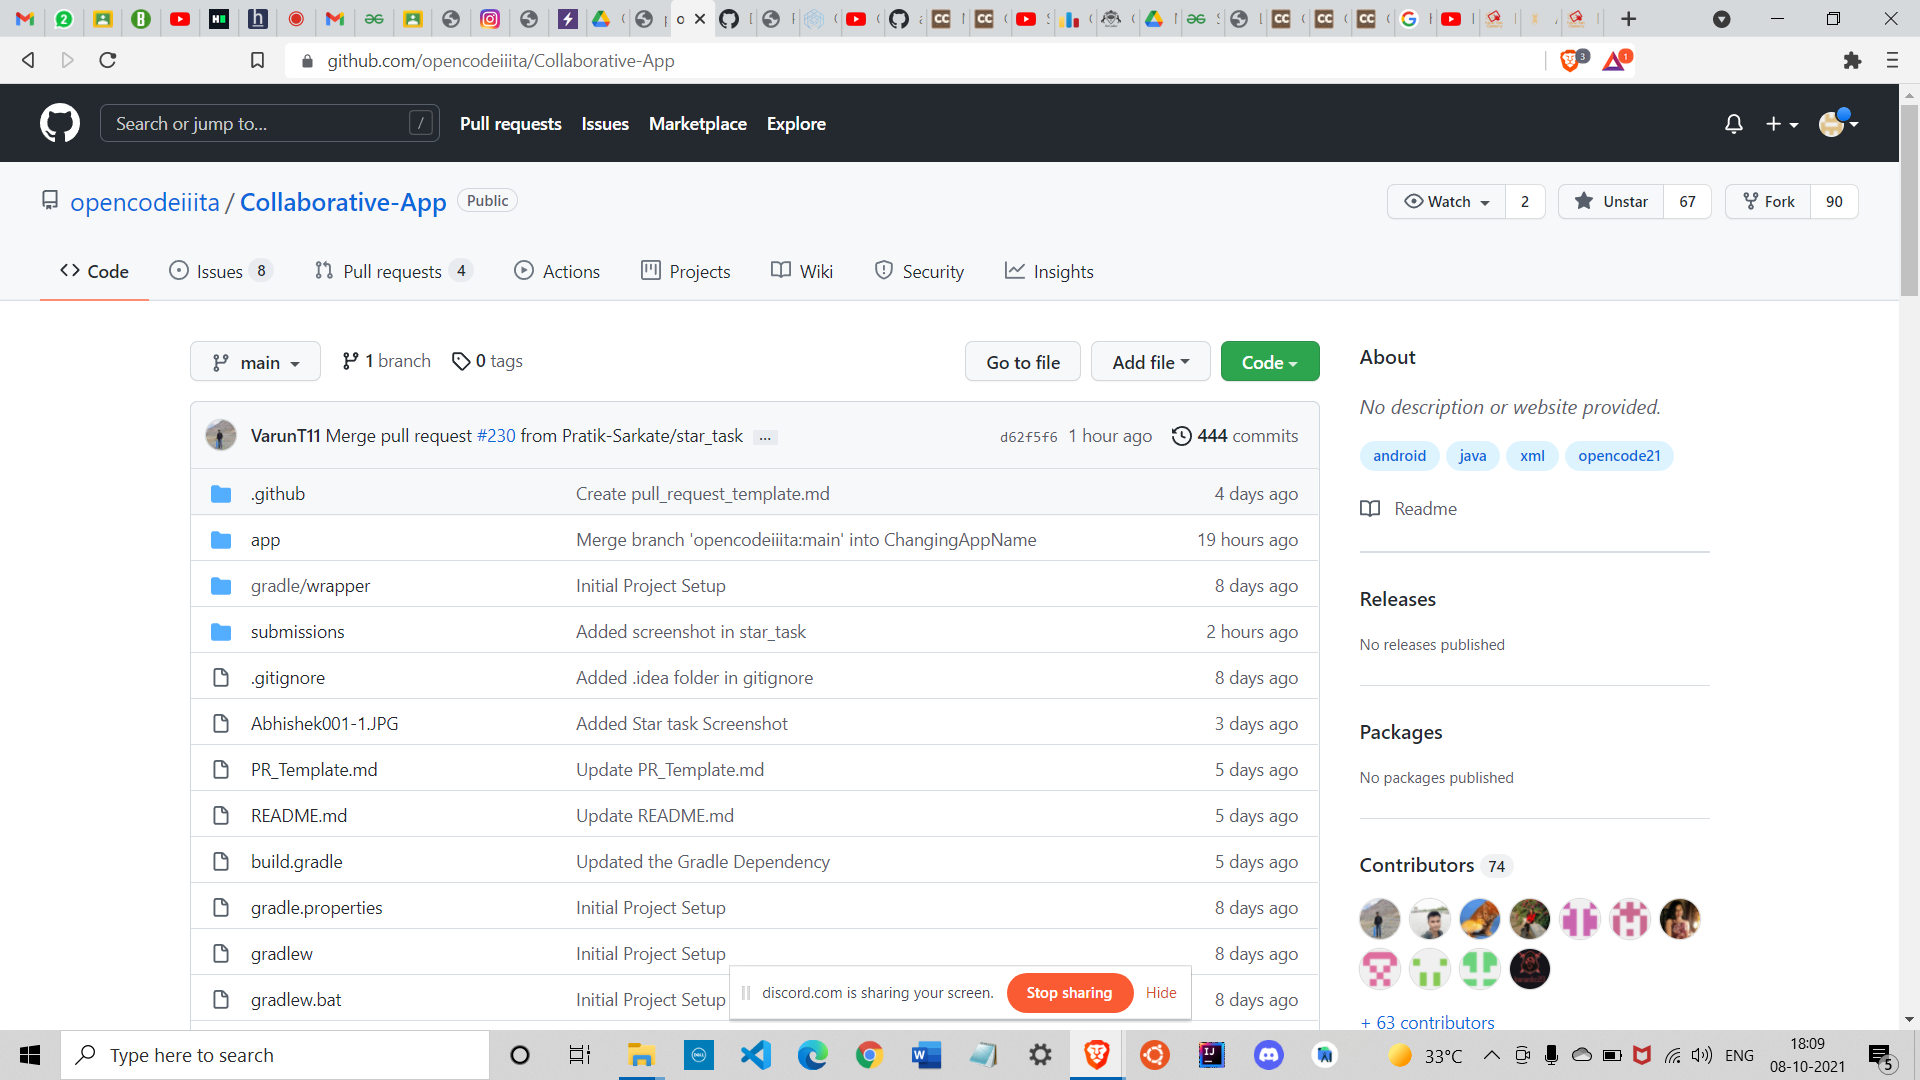 github.com/opencodeiiita/Collaborative-App
3
1
Search or jump to...
/
Pull requests
Issues
Marketplace
Explore
opencodeiiita / Collaborative-App
Public
Watch
2
Unstar
67
Fork
90
Code
Issues 8
Pull requests 4
Actions
Projects
Wiki
Security
Insights
main
1 branch
0 tags
Go to file
Add file
Code
VarunT11 Merge pull request #230 from Pratik-Sarkate/star_task ...
d62f5f6 1 hour ago 444 commits
.github Create pull_request_template.md 4 days ago
app Merge branch 'opencodeiiita:main' into ChangingAppName 19 hours ago
gradle/wrapper Initial Project Setup 8 days ago
submissions Added screenshot in star_task 2 hours ago
.gitignore Added .idea folder in gitignore 8 days ago
Abhishek001-1.JPG Added Star task Screenshot 3 days ago
PR_Template.md Update PR_Template.md 5 days ago
README.md Update README.md 5 days ago
build.gradle Updated the Gradle Dependency 5 days ago
gradle.properties Initial Project Setup 8 days ago
gradlew Initial Project Setup 8 days ago
gradlew.bat Initial Project Setup 8 days ago
About
No description or website provided.
android java xml opencode21
Readme
Releases
No releases published
Packages
No packages published
Contributors 74
+ 63 contributors
discord.com is sharing your screen.
Stop sharing
Hide
Type here to search
33°C
ENG
18:09
08-10-2021
5